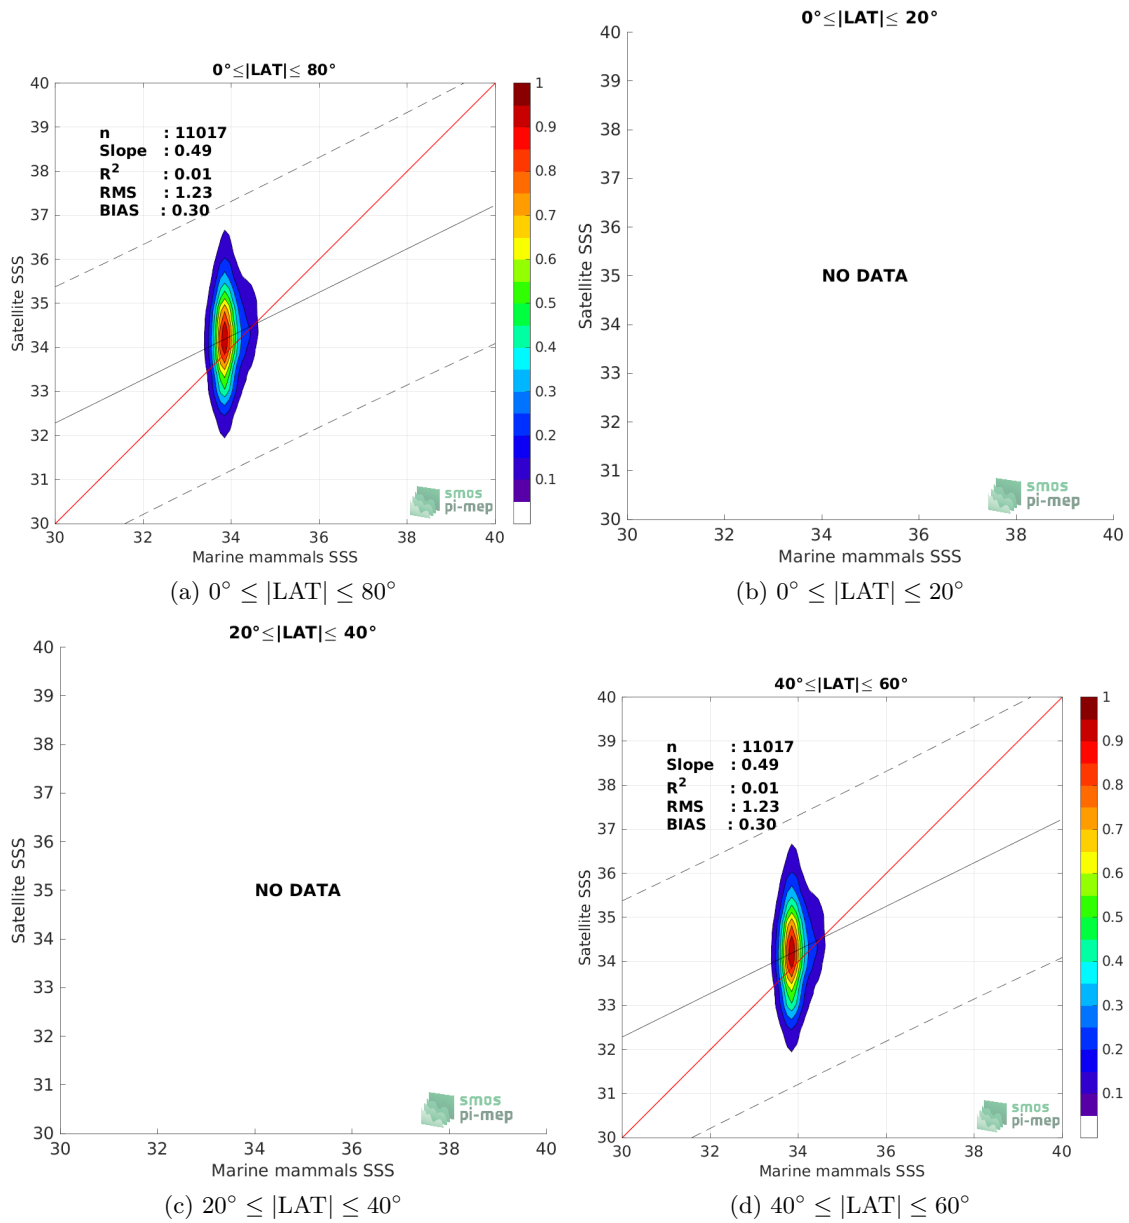 0°≤|LAT|≤ 80°
40
39
38
37
36
35
34
33
32
31
30
n : 11017
Slope : 0.49
R² : 0.01
RMS : 1.23
BIAS : 0.30
1
0.9
0.8
0.7
0.6
0.5
0.4
0.3
0.2
0.1
Satellite SSS
smos
pi-mep
30 32 34 36 38 40
Marine mammals SSS
(a) 0° ≤ |LAT| ≤ 80°
0°≤|LAT|≤ 20°
40
39
38
37
36
35
34
33
32
31
30
Satellite SSS
NO DATA
smos
pi-mep
30 32 34 36 38 40
Marine mammals SSS
(b) 0° ≤ |LAT| ≤ 20°
20°≤|LAT|≤ 40°
40
39
38
37
36
35
34
33
32
31
30
Satellite SSS
NO DATA
smos
pi-mep
30 32 34 36 38 40
Marine mammals SSS
(c) 20° ≤ |LAT| ≤ 40°
40°≤|LAT|≤ 60°
40
39
38
37
36
35
34
33
32
31
30
n : 11017
Slope : 0.49
R² : 0.01
RMS : 1.23
BIAS : 0.30
1
0.9
0.8
0.7
0.6
0.5
0.4
0.3
0.2
0.1
Satellite SSS
smos
pi-mep
30 32 34 36 38 40
Marine mammals SSS
(d) 40° ≤ |LAT| ≤ 60°